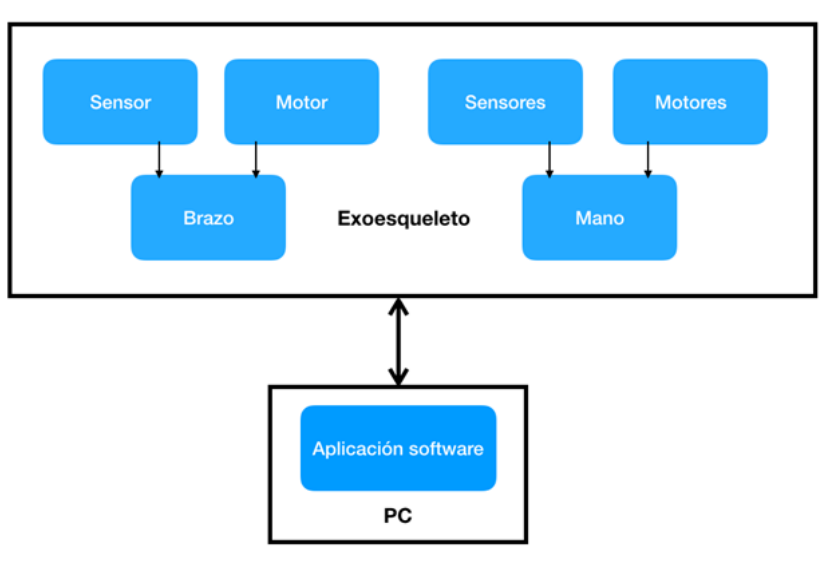 Sensor
Motor
Sensores
Motores
Brazo
Exoesqueleto
Mano
Aplicación software
PC